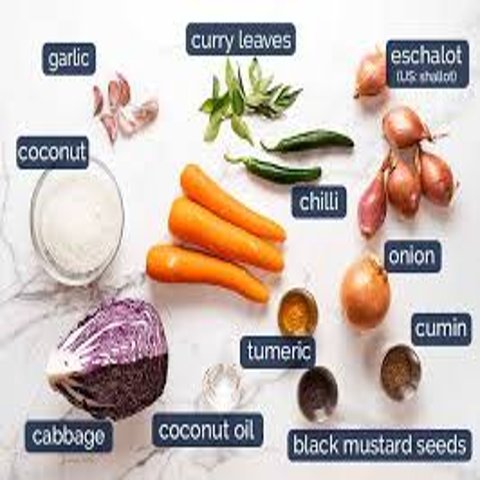 curry leaves
garlic
eschalot
(US: shallot)
coconut
chilli
onion
cumin
tumeric
cabbage
coconut oil
black mustard seeds